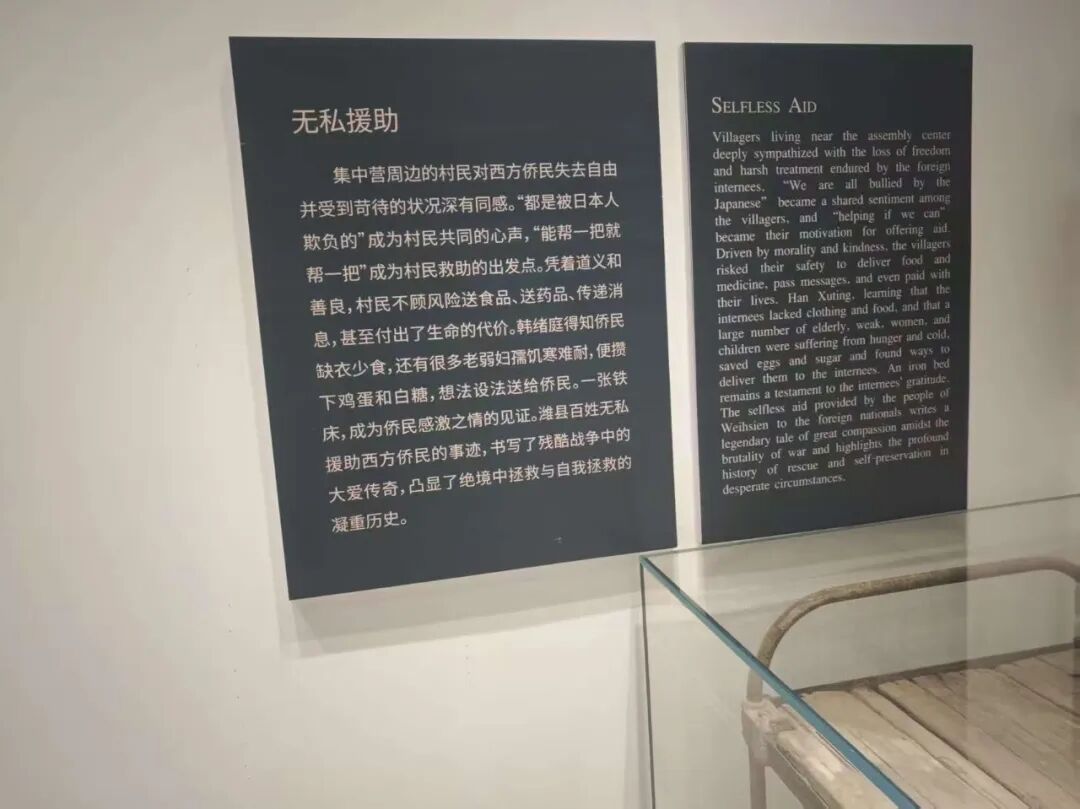 无私援助
集中营周边的村民对西方侨民失去自由
并受到苛待的状况深有同感。“都是被日本人
欺负的”成为村民共同的心声，“能帮一把就
帮一把”成为村民救助的出发点。凭着道义和
善良，村民不顾风险送食品、送药品、传递消
息，甚至付出了生命的代价。韩绪庭得知侨民
缺衣少食，还有很多老弱妇孺饥寒难耐，便攒
下鸡蛋和白糖，想法设法送给侨民。一张铁
床，成为侨民感激之情的见证。潍县百姓无私
援助西方侨民的事迹，书写了残酷战争中的
大爱传奇，凸显了绝境中拯救与自我拯救的
凝重历史。
SELFLESS AID
Villagers living near the assembly center
deeply sympathized with the loss of freedom
and harsh treatment endured by the foreign
internees. “We are all bullied by the
Japanese” became a shared sentiment among
the villagers, and “helping if we can”
became their motivation for offering aid.
Driven by morality and kindness, the villagers
risked their safety to deliver food and
medicine, pass messages, and even paid with
their lives. Han Xuting, learning that the
internees lacked clothing and food, and that a
large number of elderly, weak, women, and
children were suffering from hunger and cold,
saved eggs and sugar and found ways to
deliver them to the internees. An iron bed
remains a testament to the internees' gratitude.
The selfless aid provided by the people of
Weihsien to the foreign nationals writes a
legendary tale of great compassion amidst the
brutality of war and highlights the profound
history of rescue and self-preservation in
desperate circumstances.